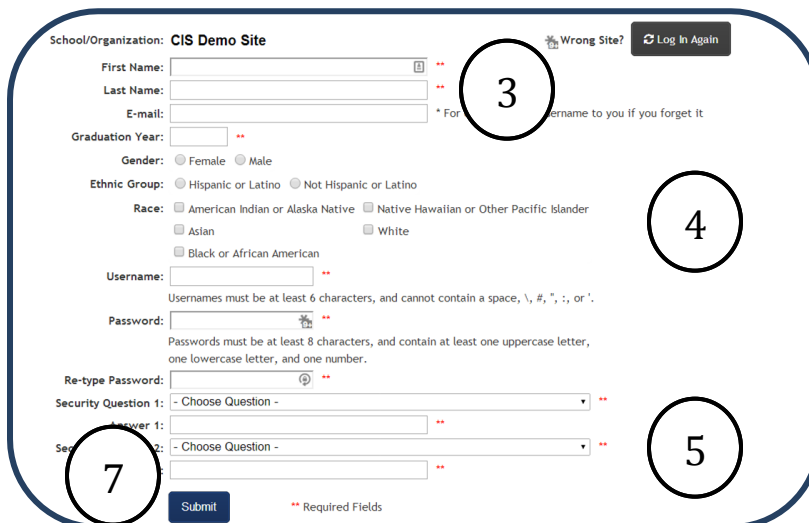 School/Organization: CIS Demo Site Wrong Site? Log In Again
First Name: **
Last Name: **
3
E-mail: * For username to you if you forget it
Graduation Year: **
Gender: Female Male
Ethnic Group: Hispanic or Latino Not Hispanic or Latino
Race: American Indian or Alaska Native Native Hawaiian or Other Pacific Islander
4
Asian White
Black or African American
Username: **
Usernames must be at least 6 characters, and cannot contain a space, \, #, ", :, or '.
Password: **
Passwords must be at least 8 characters, and contain at least one uppercase letter,
one lowercase letter, and one number.
Re-type Password: **
Security Question 1: - Choose Question - **
Answer 1: **
2: - Choose Question - **
5
7
: **
Submit ** Required Fields